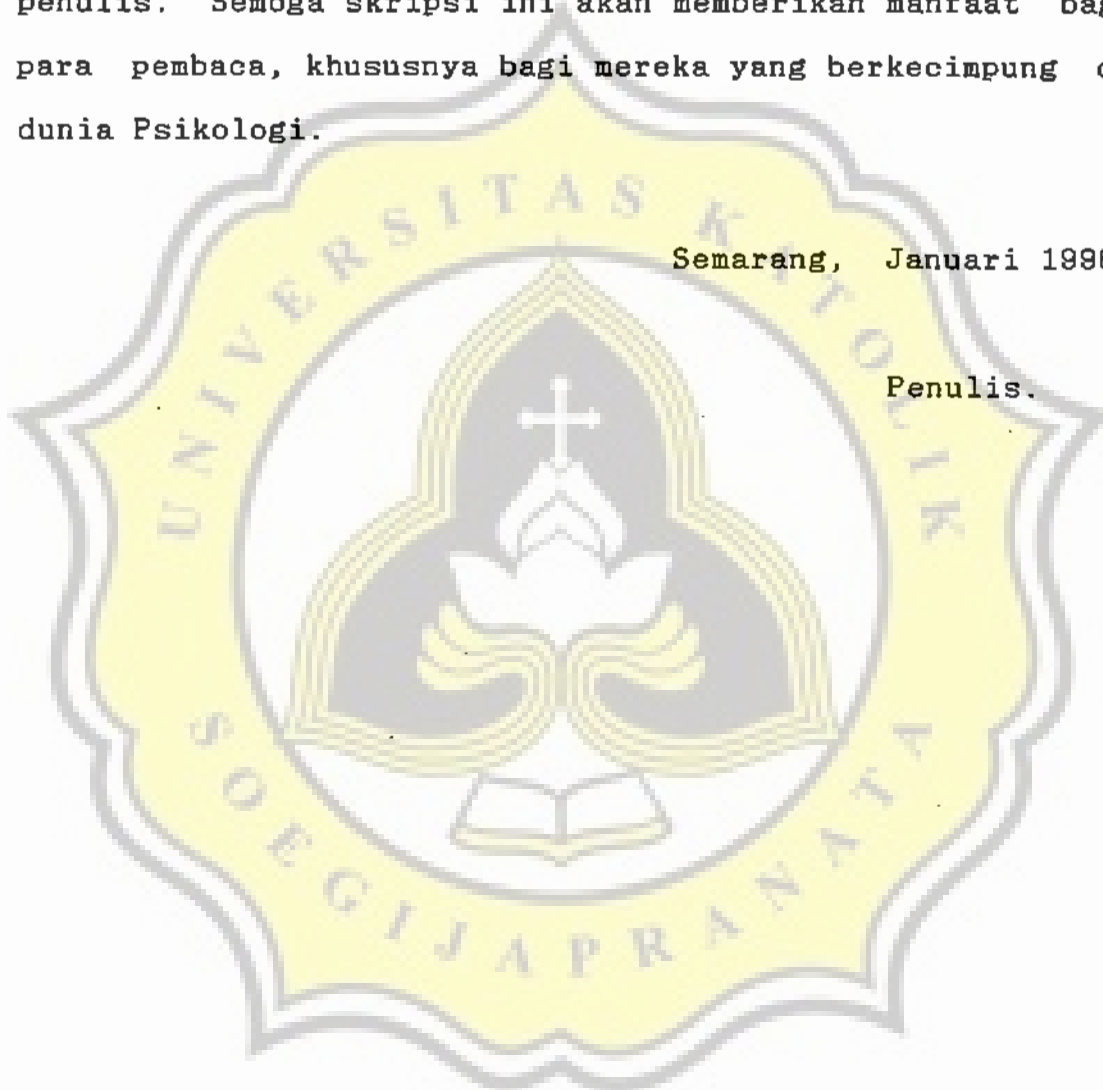 penulis. Semoga skripsi ini akan memberikan manfaat
para pembaca, khususnya bagi mereka yang berkecimpung
dunia Psikologi.
Semarang, Januari
Penulis.
UNIVERSITAS KATOLIK
SOEGIJAPRANATA